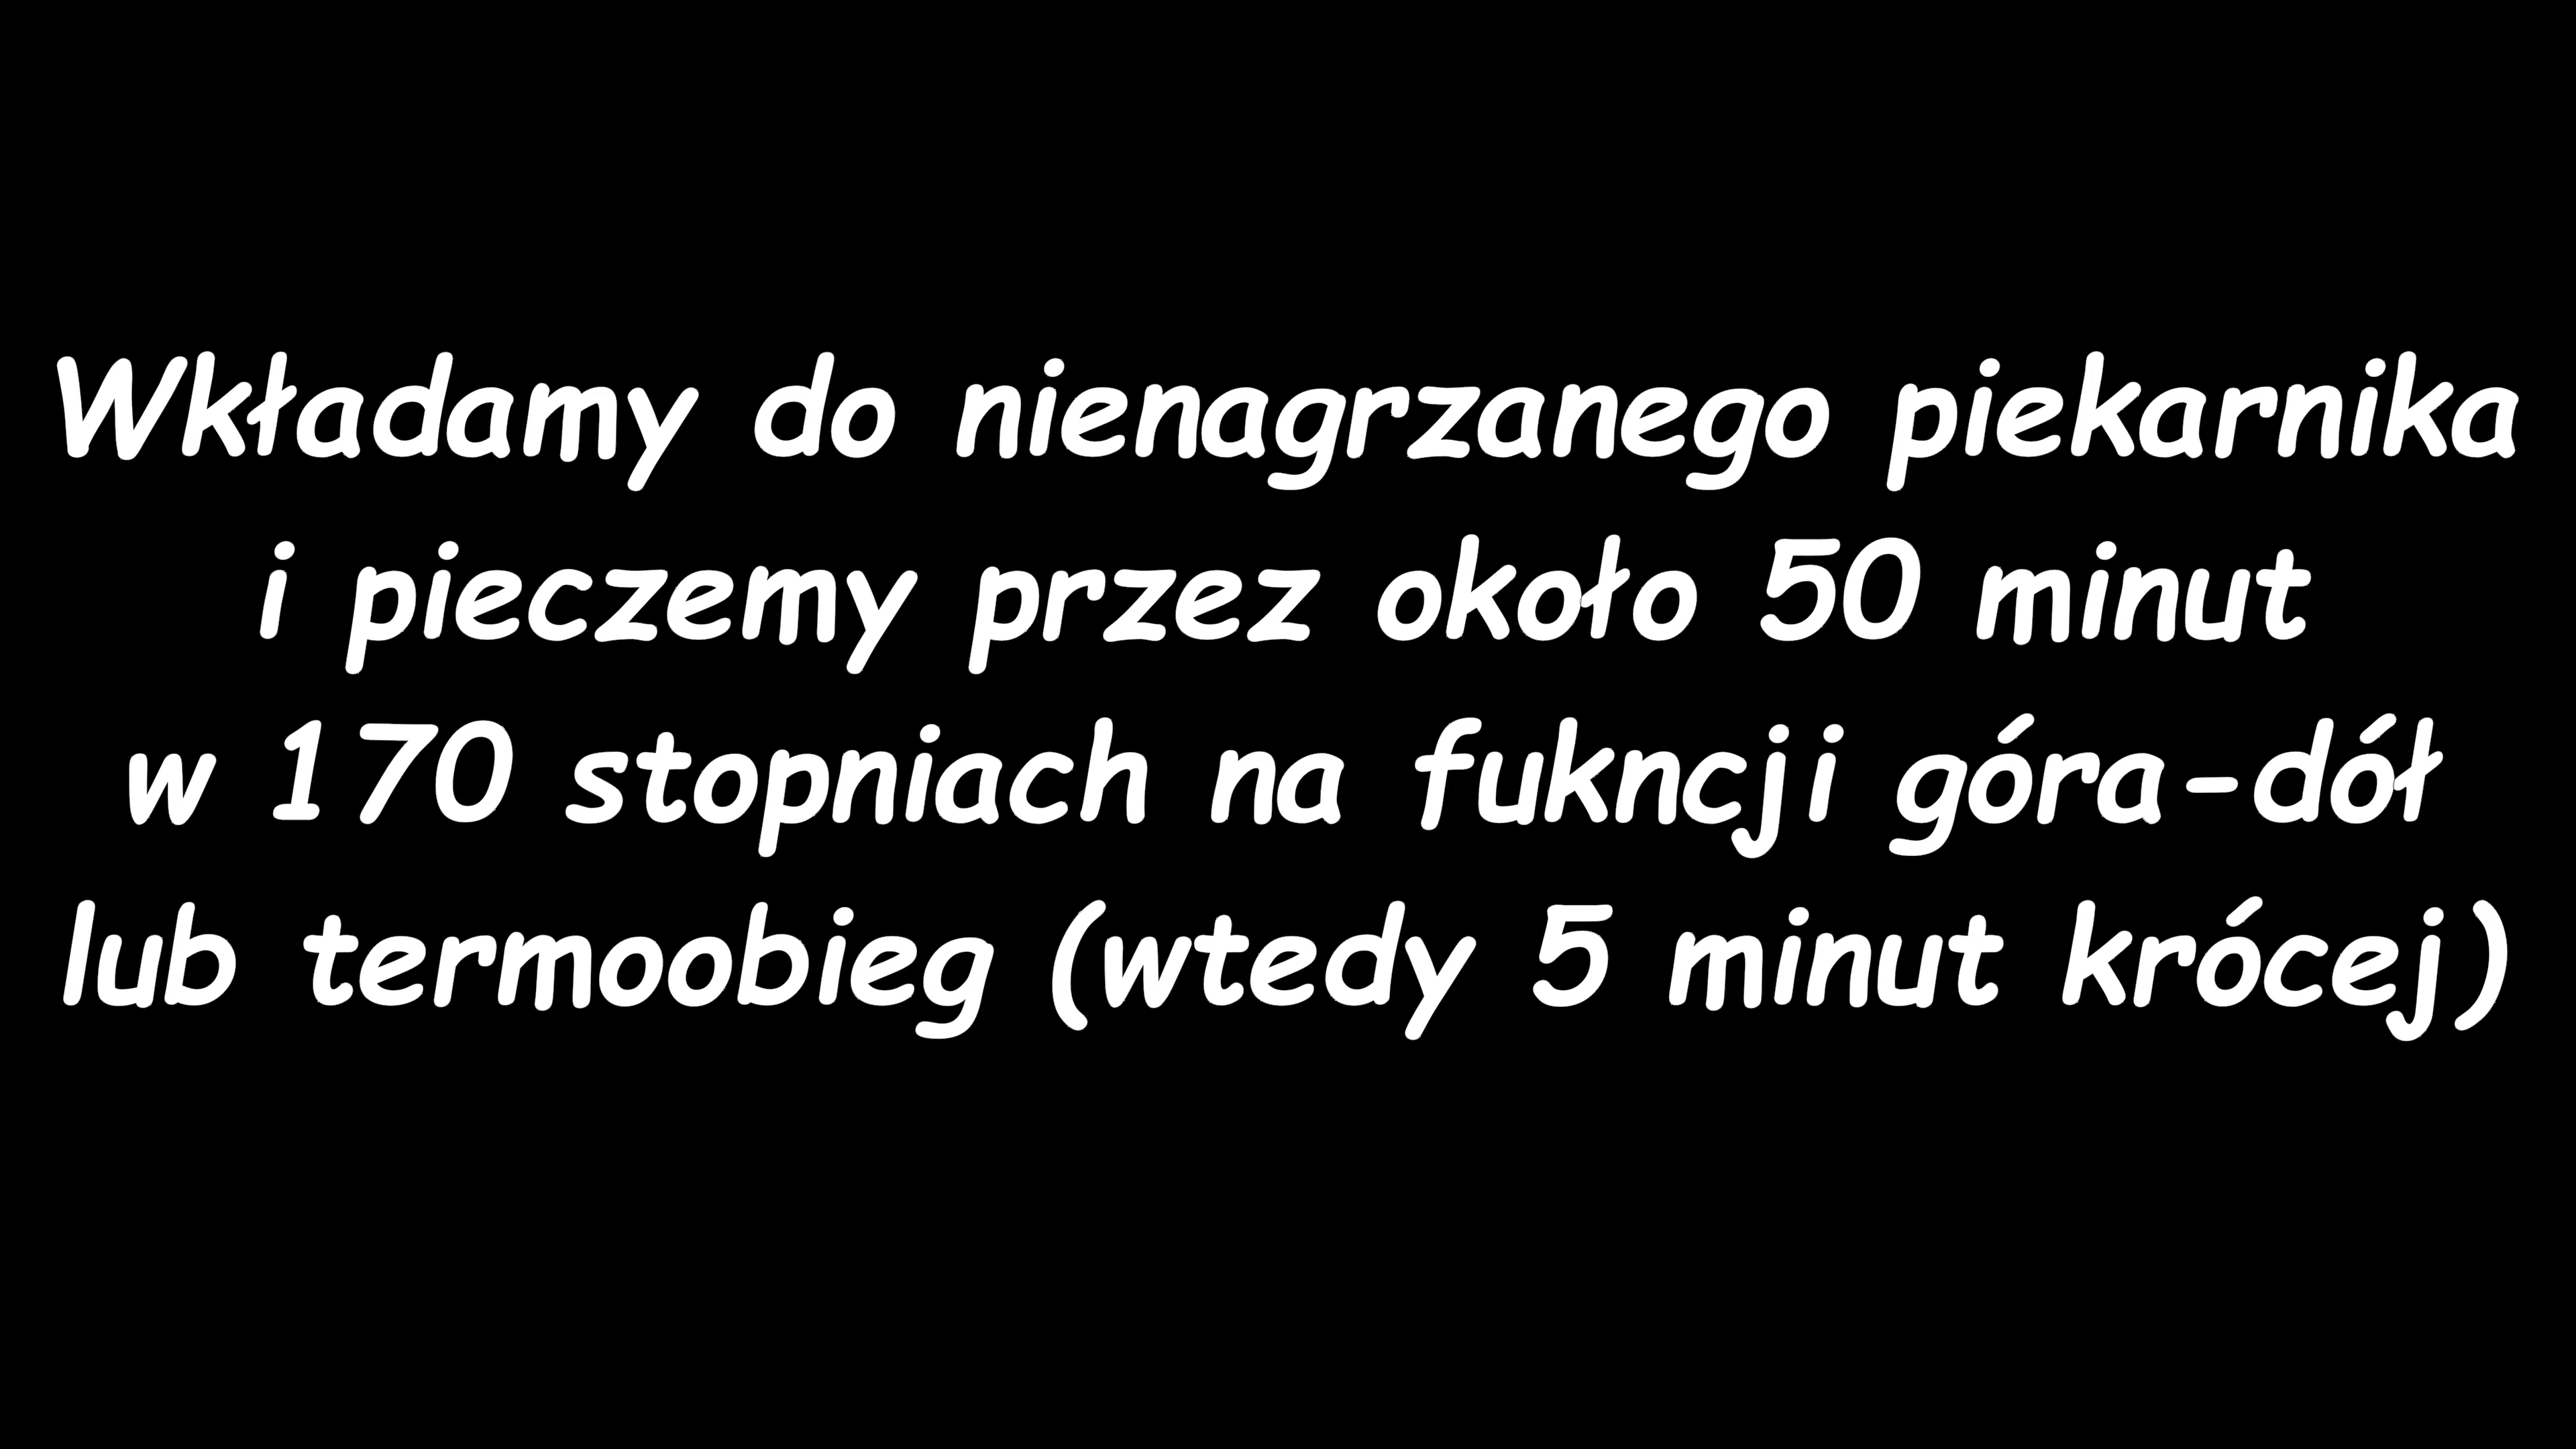 Wkładamy do nienagrzanego piekarnika
i pieczemy przez około 50 minut
w 170 stopniach na fukncji góra-dół
lub termoobieg (wtedy 5 minut krócej)